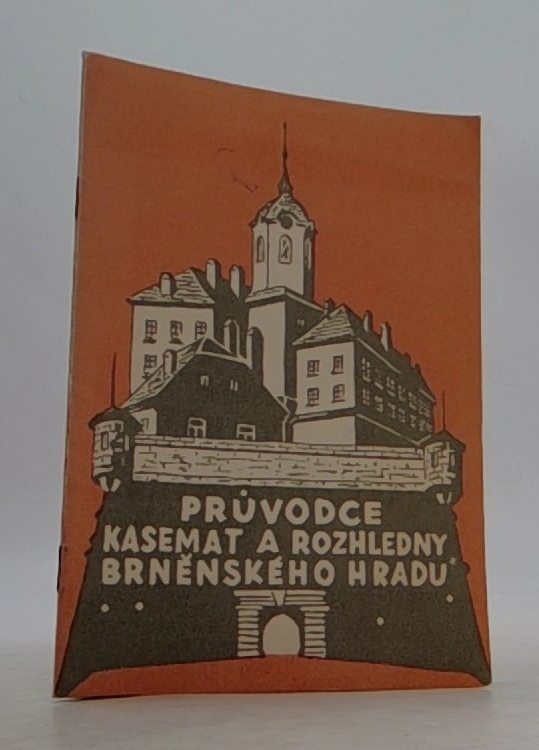 PRŮVODCE
KASEMAT A ROZHLEDNY
BRNĚNSKÉHO HRADU